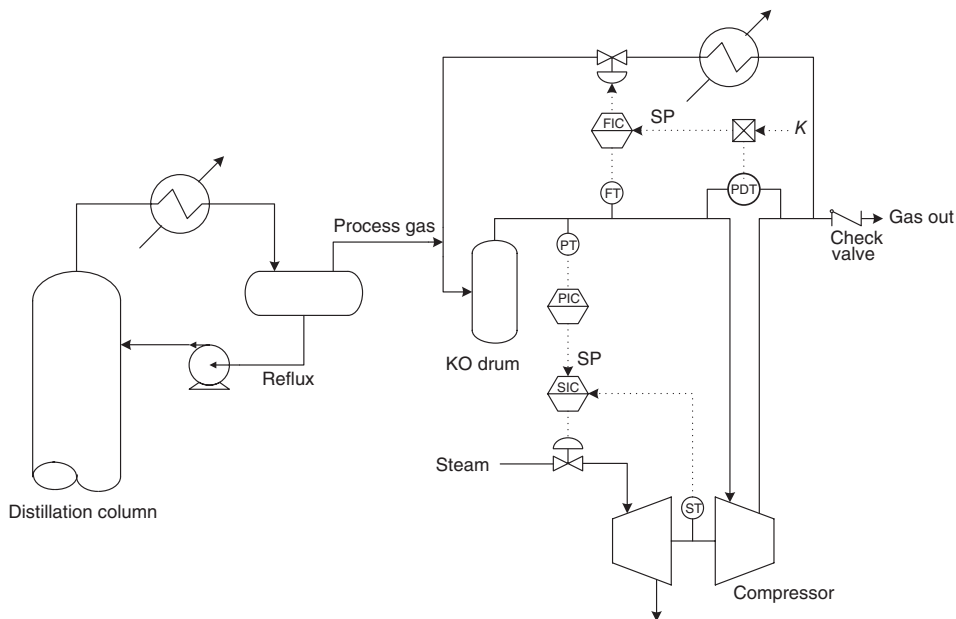 FIC
SP
K
FT
PDT
Process gas
Gas out
Check
valve
PT
PIC
KO drum
SP
Reflux
SIC
Steam
Distillation column
ST
Compressor